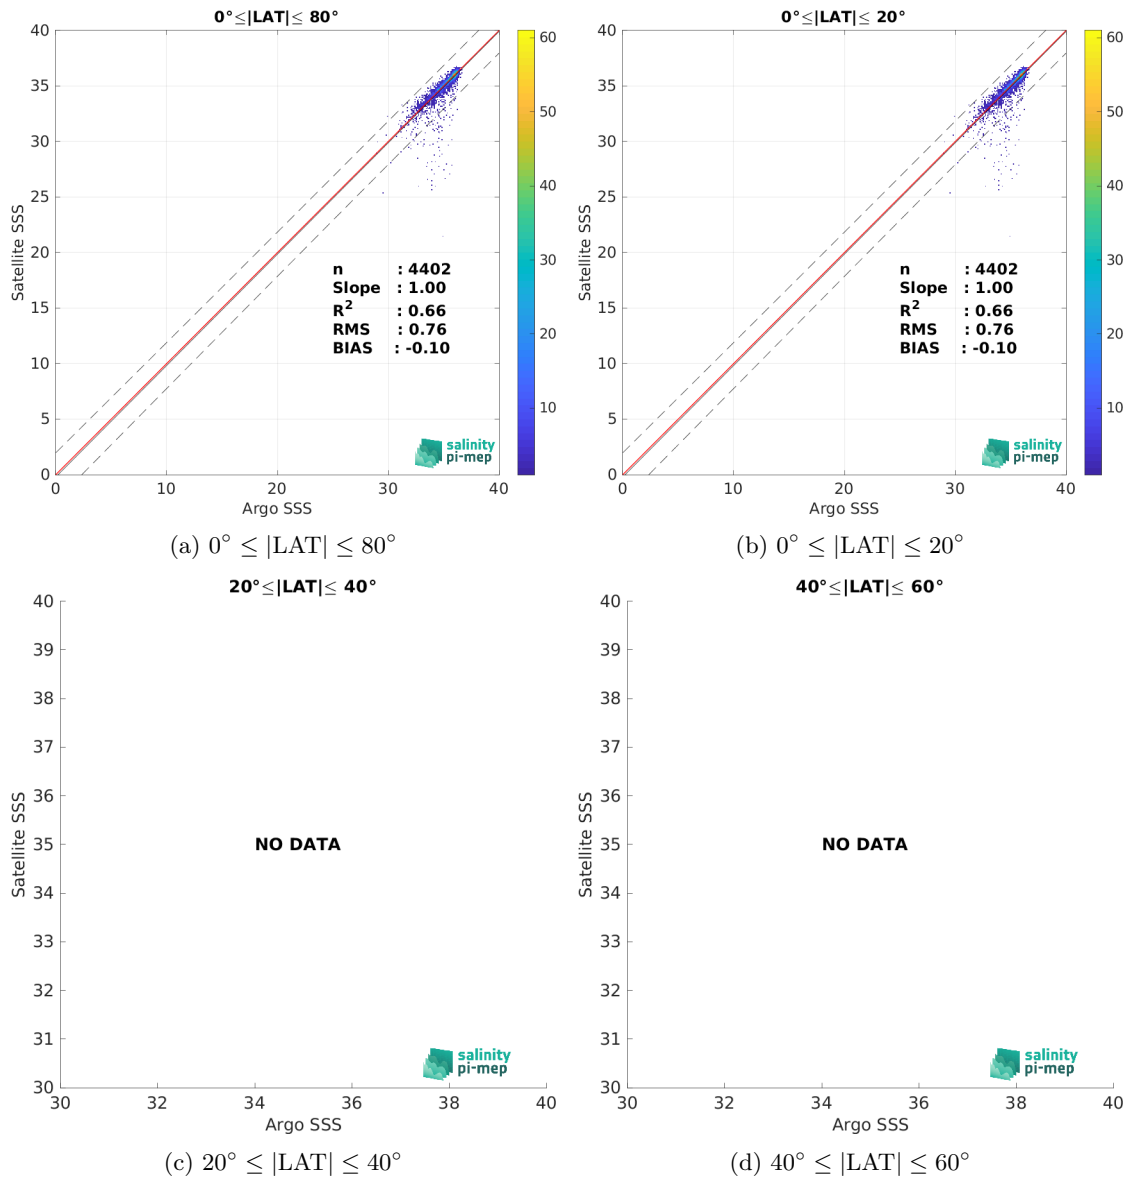 0°≤|LAT|≤ 80°
40
35
30
25
20
15
10
5
0
Satellite SSS
0
10
20
30
40
Argo SSS
60
50
40
30
20
10
n : 4402
Slope : 1.00
R² : 0.66
RMS : 0.76
BIAS : -0.10
salinity
pi-mep
(a) 0° ≤ |LAT| ≤ 80°
0°≤|LAT|≤ 20°
40
35
30
25
20
15
10
5
0
Satellite SSS
0
10
20
30
40
Argo SSS
60
50
40
30
20
10
n : 4402
Slope : 1.00
R² : 0.66
RMS : 0.76
BIAS : -0.10
salinity
pi-mep
(b) 0° ≤ |LAT| ≤ 20°
20°≤|LAT|≤ 40°
40
39
38
37
36
35
34
33
32
31
30
Satellite SSS
NO DATA
salinity
pi-mep
30
32
34
36
38
40
Argo SSS
(c) 20° ≤ |LAT| ≤ 40°
40°≤|LAT|≤ 60°
40
39
38
37
36
35
34
33
32
31
30
Satellite SSS
NO DATA
salinity
pi-mep
30
32
34
36
38
40
Argo SSS
(d) 40° ≤ |LAT| ≤ 60°